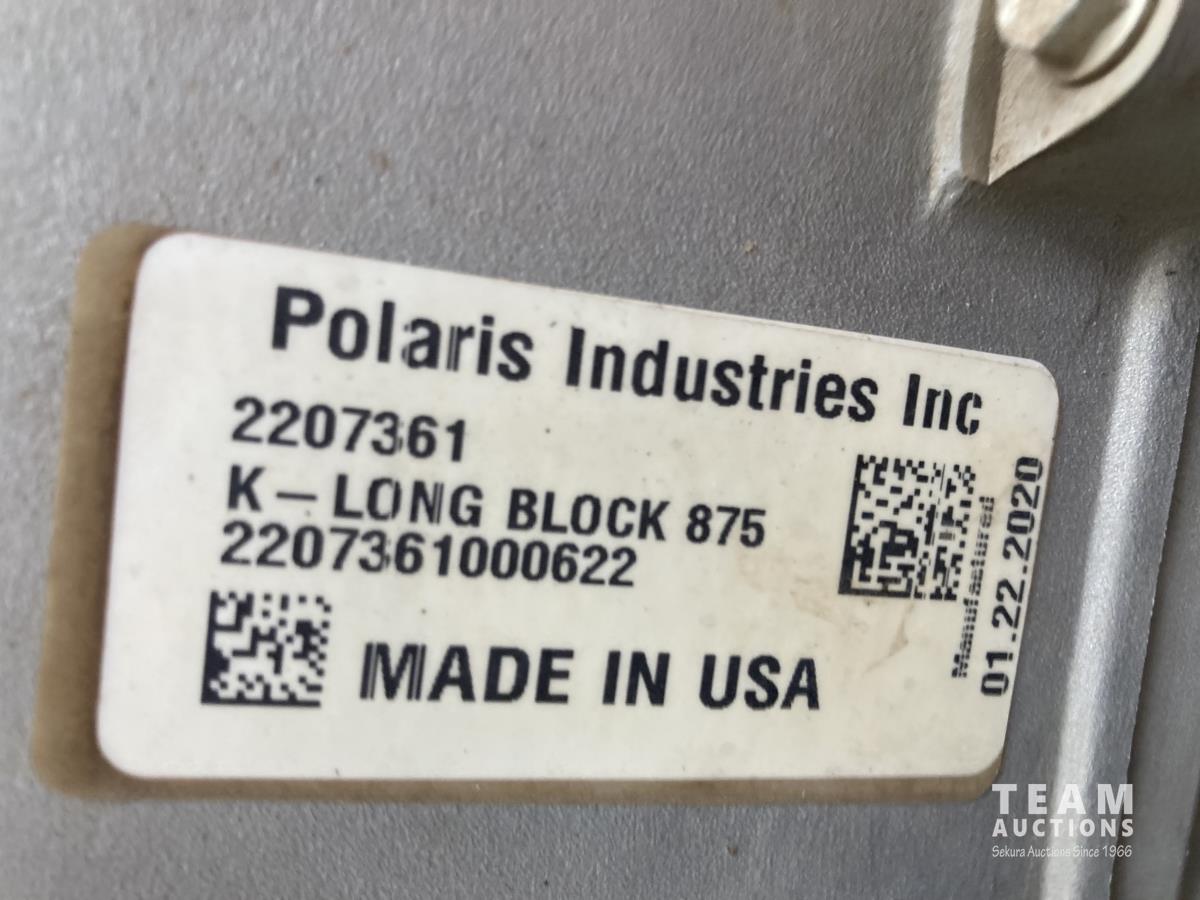 Polaris Industries Inc
2207361
K-LONG BLOCK 875
2207361000622
MADE IN USA
Manufactured
01.22.2020
TEAM
AUCTIONS
Sekura Auctions Since 1966